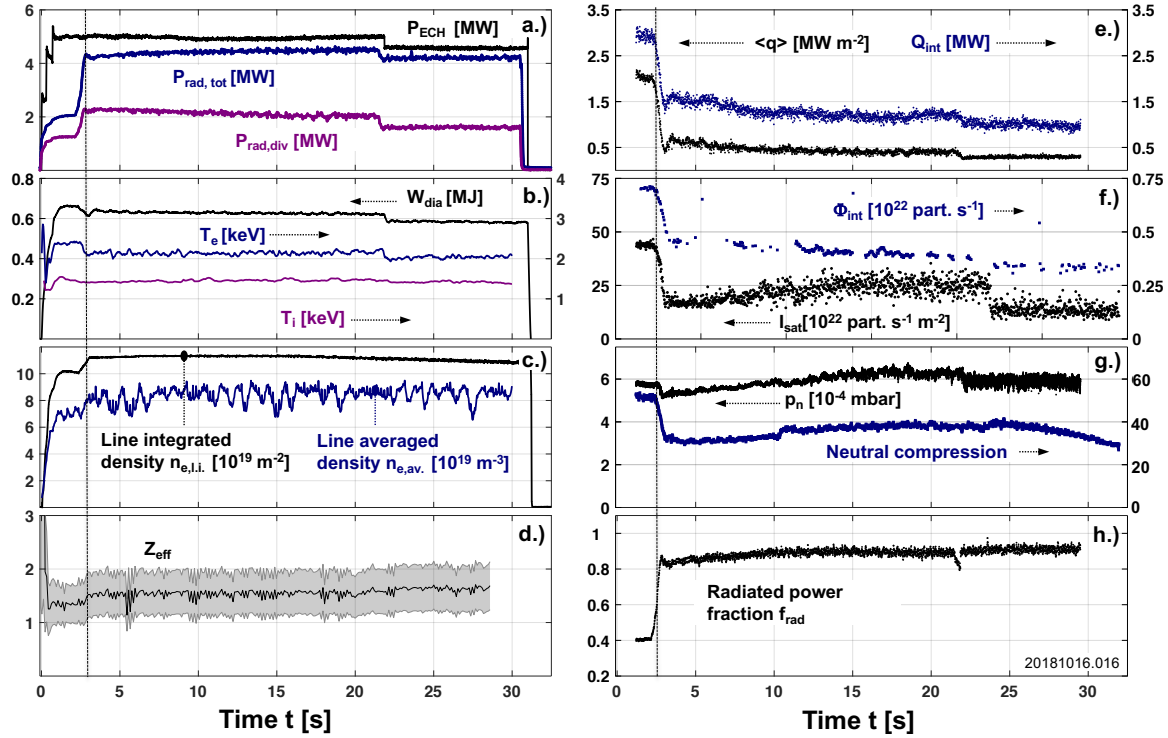 a.)
P_ECH [MW]
P_rad, tot [MW]
P_rad,div [MW]
6
4
2
b.)
W_dia [MJ]
T_e [keV]
T_i [keV]
0.8
0.6
0.4
0.2
0
4
3
2
1
c.)
Line integrated
density n_e,l.i. [10^19 m^-2]
Line averaged
density n_e,av. [10^19 m^-3]
10
8
6
4
2
0
d.)
Z_eff
3
2
1
0 5 10 15 20 25 30
Time t [s]
e.)
<q> [MW m^-2]
Q_int [MW]
3.5
2.5
1.5
0.5
3.5
2.5
1.5
0.5
f.)
Φ_int [10^22 part. s^-1]
I_sat[10^22 part. s^-1 m^-2]
75
50
25
0
0.75
0.5
0.25
0
g.)
p_n [10^-4 mbar]
Neutral compression
6
4
2
0
60
40
20
0
h.)
Radiated power
fraction f_rad
1
0.8
0.6
0.4
0.2
20181016.016
0 5 10 15 20 25 30
Time t [s]